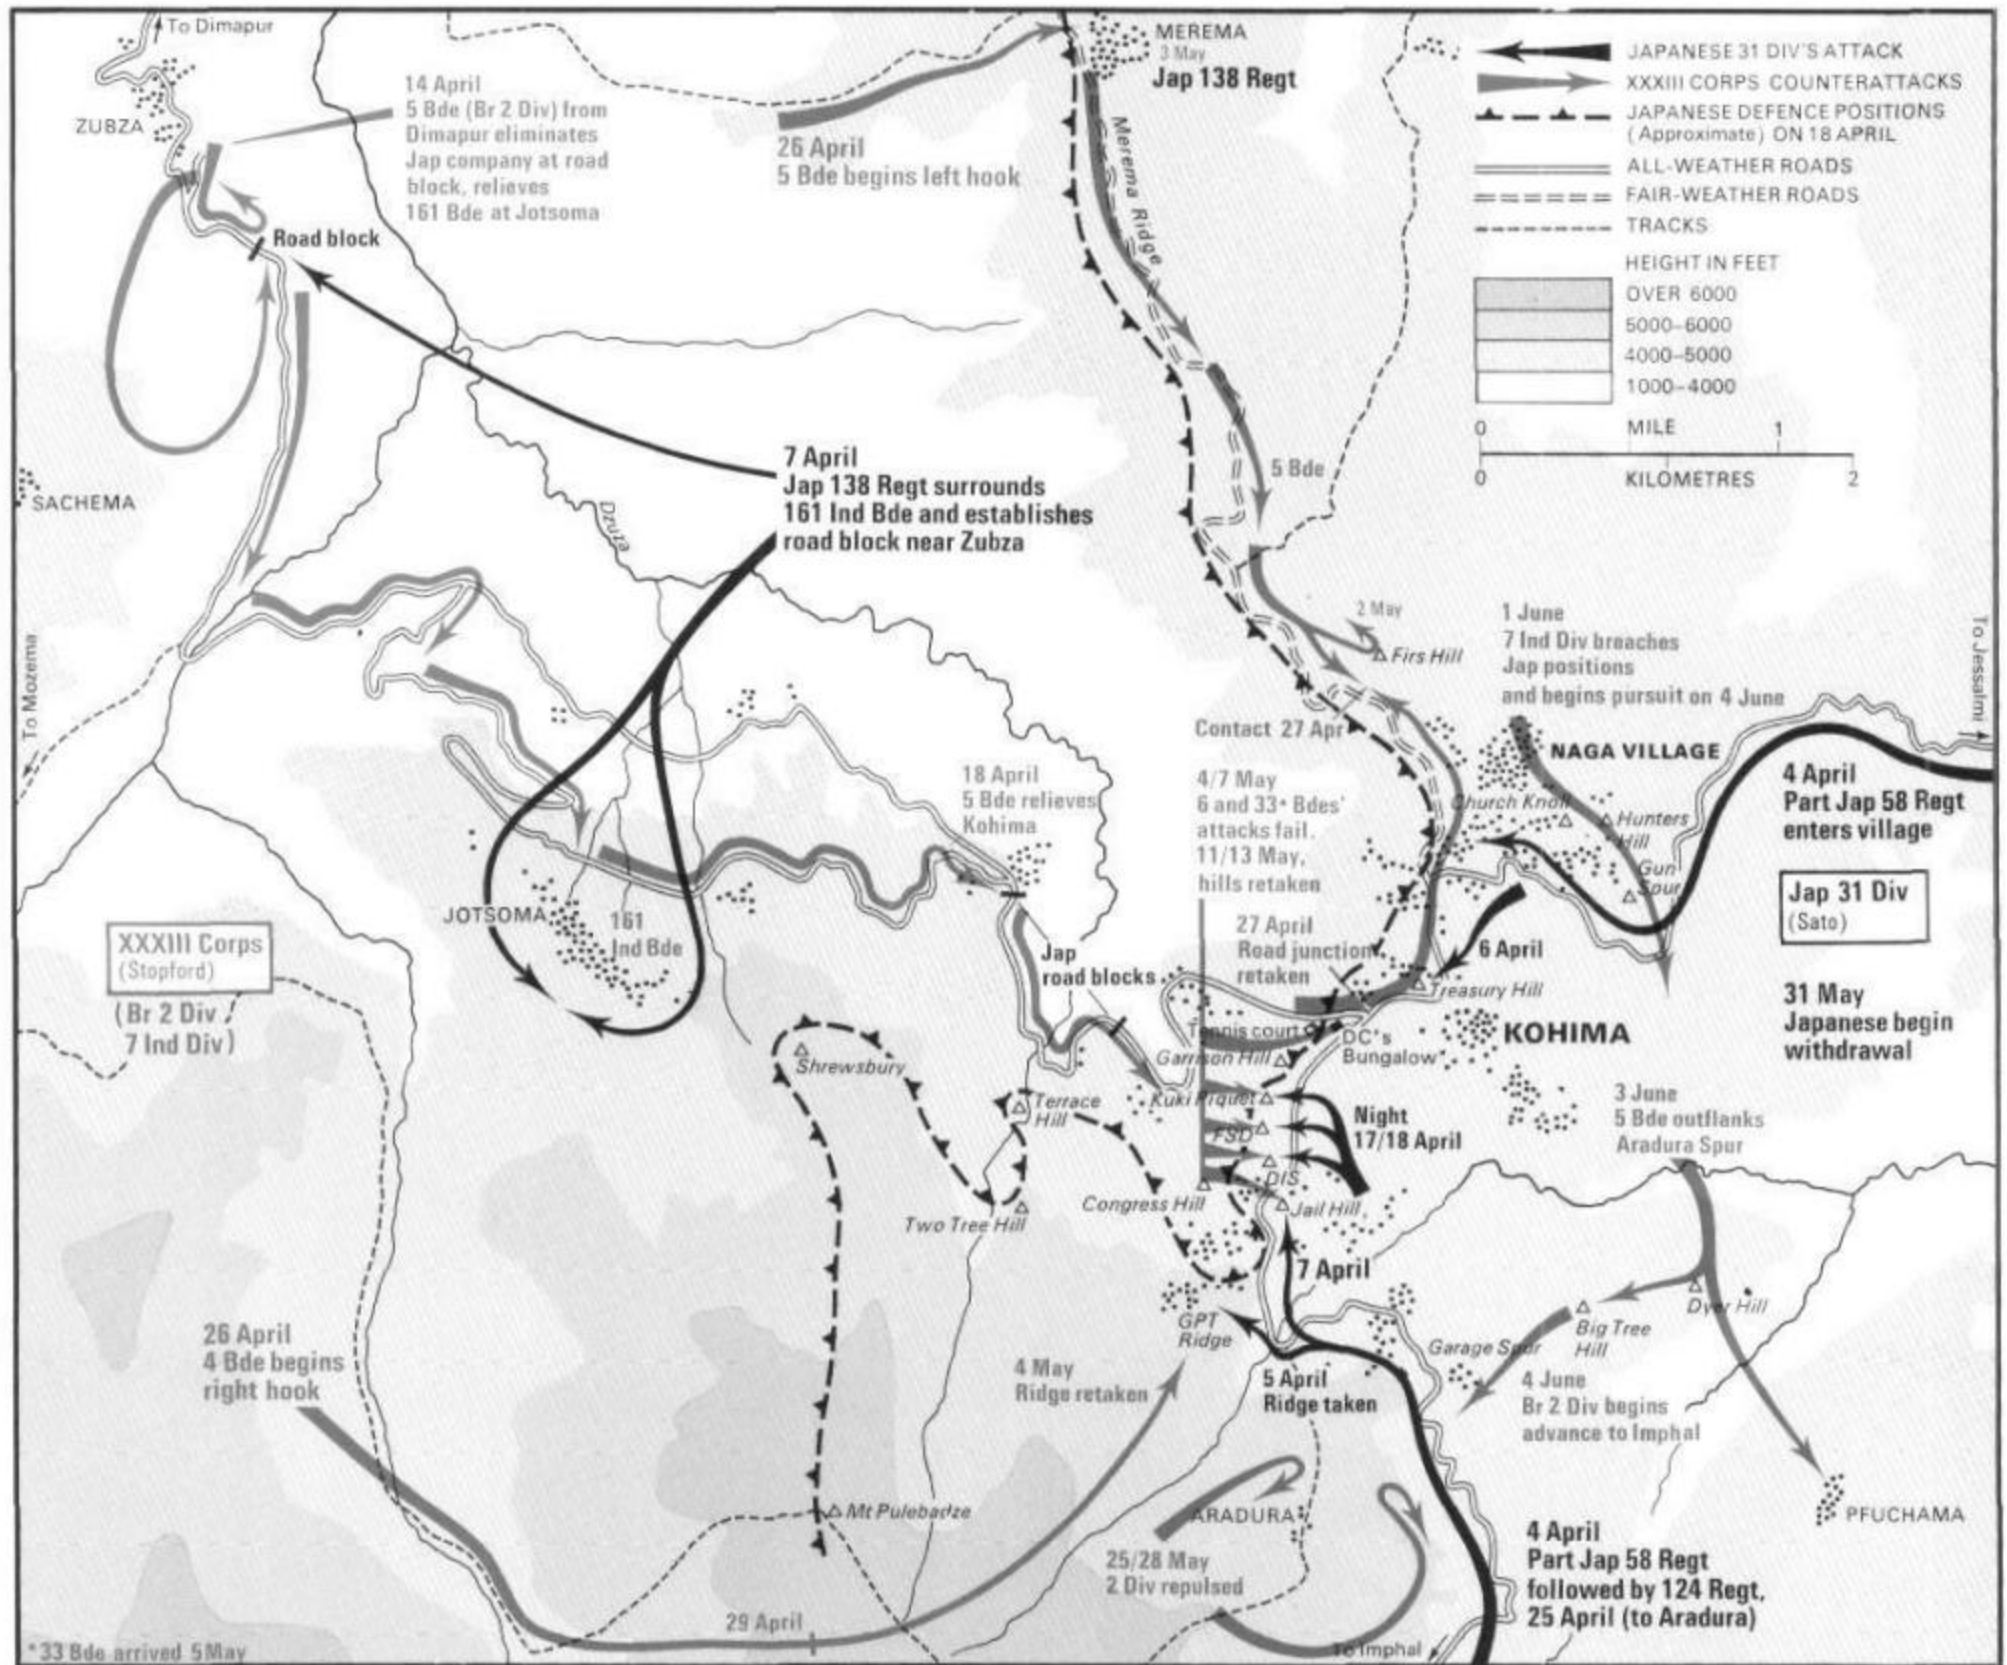 To Dimapur
ZUBZA
14 April
5 Bde (Br 2 Div) from
Dimapur eliminates
Jap company at road
block, relieves
161 Bde at Jotsoma
Road block
26 April
5 Bde begins left hook
MEREMA
3 May
Jap 138 Regt
Merema Ridge
JAPANESE 31 DIV'S ATTACK
XXXIII CORPS COUNTERATTACKS
JAPANESE DEFENCE POSITIONS
(Approximate) ON 18 APRIL
ALL-WEATHER ROADS
FAIR-WEATHER ROADS
TRACKS
HEIGHT IN FEET
OVER 6000
5000-6000
4000-5000
1000-4000
0 MILE 1
0 KILOMETRES 2
SACHEMA
To Mozema
Dzuza
7 April
Jap 138 Regt surrounds
161 Ind Bde and establishes
road block near Zubza
5 Bde
2 May
Firs Hill
1 June
7 Ind Div breaches
Jap positions
and begins pursuit on 4 June
To Jessalmi
Contact 27 Apr
NAGA VILLAGE
Church Knoll
Hunters
Hill
Gun
Spur
4 April
Part Jap 58 Regt
enters village
Jap 31 Div
(Sato)
31 May
Japanese begin
withdrawal
18 April
5 Bde relieves
Kohima
4/7 May
6 and 33* Bdes'
attacks fail.
11/13 May,
hills retaken
27 April
Road junction
retaken
6 April
Treasury Hill
JOTSOMA
161
Ind Bde
XXXIII Corps
(Stopford)
(Br 2 Div
7 Ind Div)
Jap
road blocks
Tennis court
DC's
Bungalow
KOHIMA
Garrison Hill
Kuki Piquet
FSD
DIS
Jail Hill
Night
17/18 April
Shrewsbury
Terrace
Hill
Two Tree Hill
Congress Hill
3 June
5 Bde outflanks
Aradura Spur
7 April
GPT
Ridge
5 April
Ridge taken
4 May
Ridge retaken
Dyer Hill
Big Tree
Hill
Garage Spur
4 June
Br 2 Div begins
advance to Imphal
26 April
4 Bde begins
right hook
Mt Pulebadze
ARADURA
PFUCHAMA
25/28 May
2 Div repulsed
4 April
Part Jap 58 Regt
followed by 124 Regt,
25 April (to Aradura)
29 April
To Imphal
*33 Bde arrived 5 May